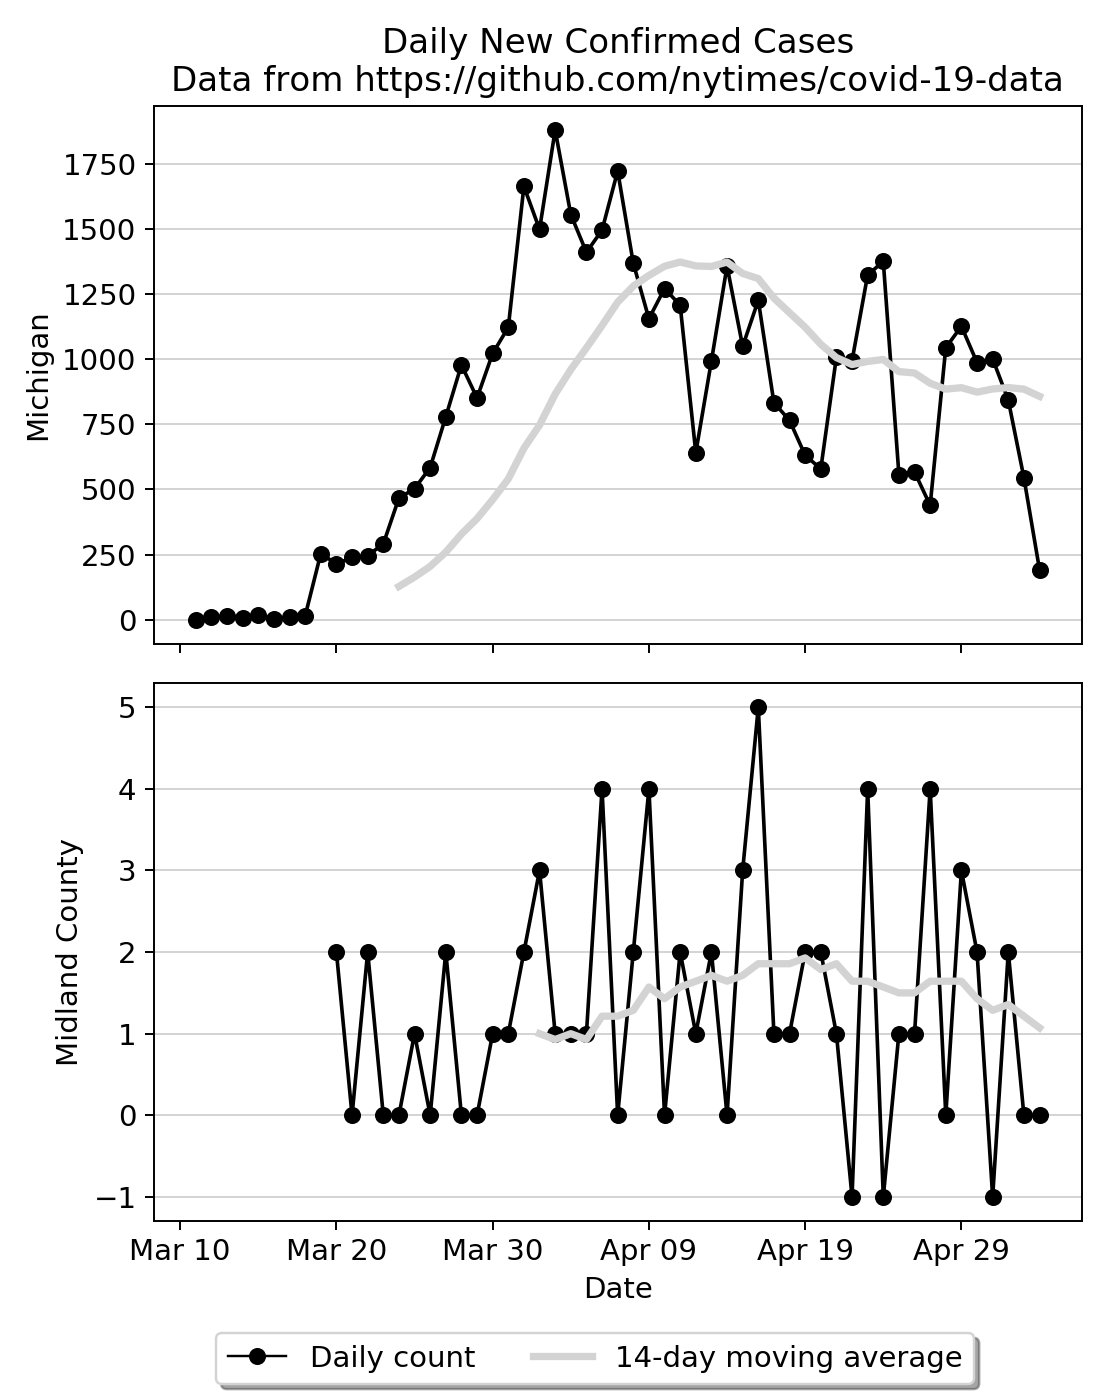 Daily New Confirmed Cases
Data from https://github.com/nytimes/covid-19-data
1750
1500
1250
1000
750
500
250
0
Michigan
5
4
3
2
1
0
−1
Midland County
Mar 10 Mar 20 Mar 30 Apr 09 Apr 19 Apr 29
Date
Daily count 14-day moving average